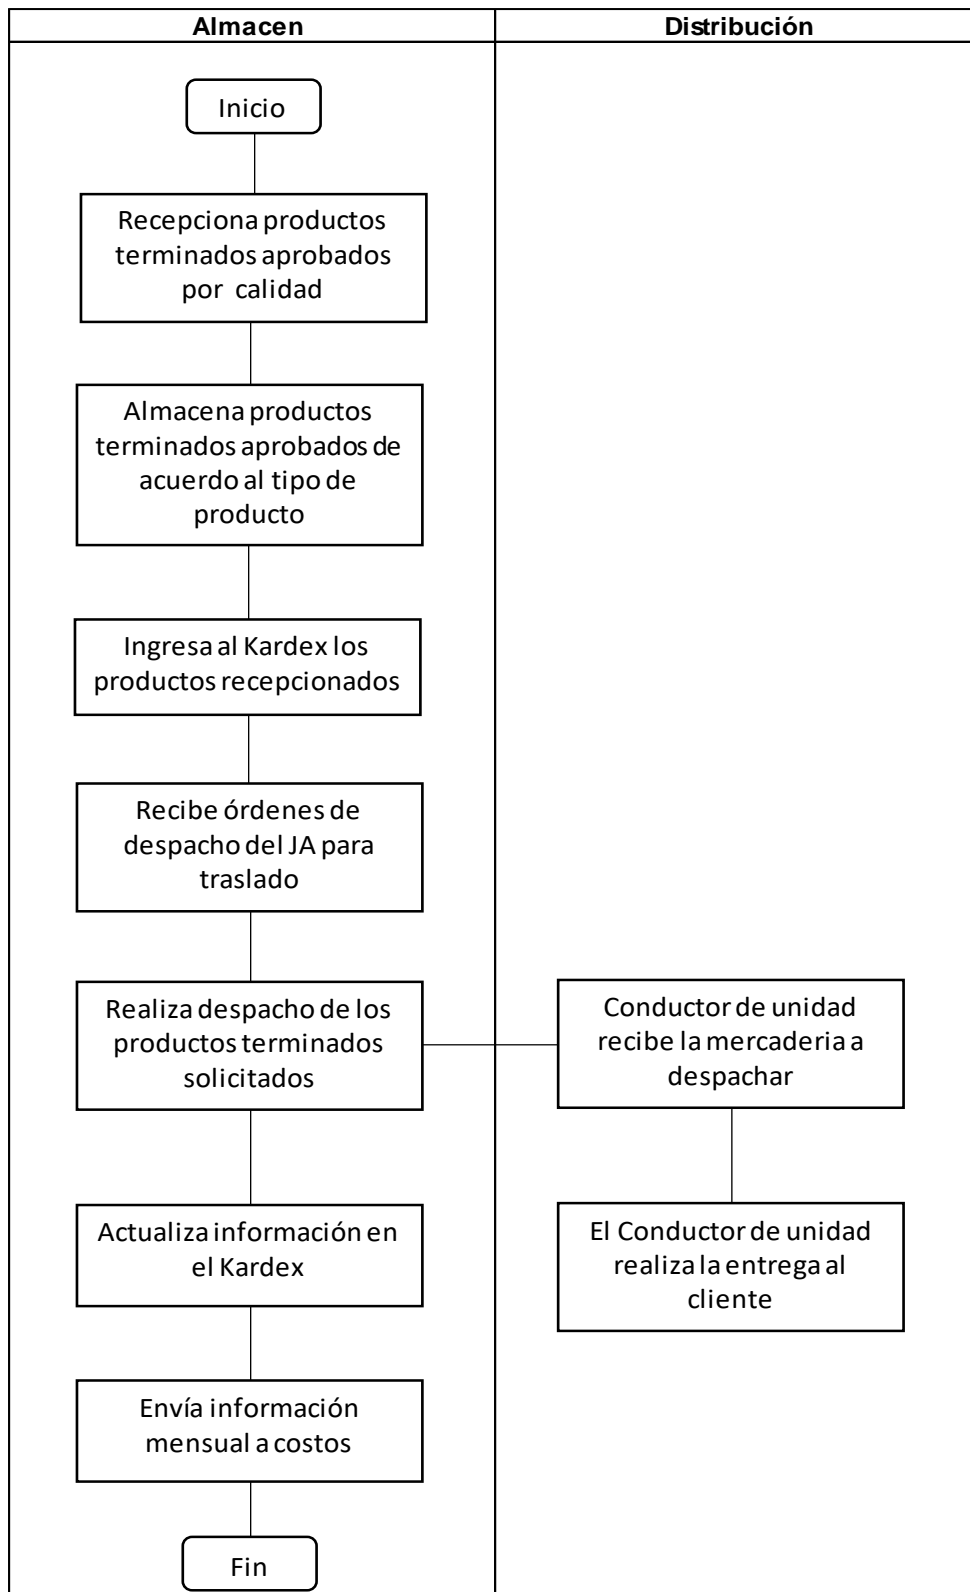 Almacen
Distribución
Inicio
Recepciona productos
terminados aprobados
por calidad
Almacena productos
terminados aprobados de
acuerdo al tipo de
producto
Ingresa al Kardex los
productos recepcionados
Recibe órdenes de
despacho del JA para
traslado
Realiza despacho de los
productos terminados
solicitados
Conductor de unidad
recibe la mercaderia a
despachar
Actualiza información en
el Kardex
El Conductor de unidad
realiza la entrega al
cliente
Envía información
mensual a costos
Fin